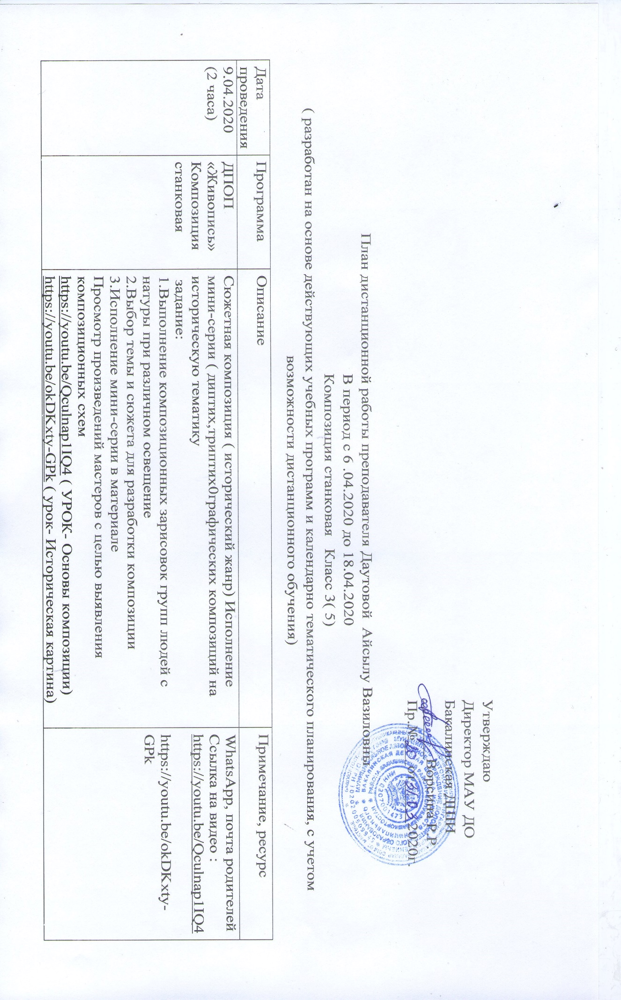 Утверждаю
Директор МАУ ДО
Бакалинская ДШИ
Ворсина Р.Р.
Пр.№ от 2020г.
План дистанционной работы преподавателя Даутовой Айсылу Вазиловны
В период с 6 .04.2020 до 18.04.2020
Композиция станковая Класс 3( 5)
( разработан на основе действующих учебных программ и календарно тематического планирования, с учетом
возможности дистанционного обучения)
Дата
проведения
Программа
Описание
Примечание, ресурс
9.04.2020
(2 часа)
ДПОП
«Живопись»
Композиция
станковая
Сюжетная композиция ( исторический жанр) Исполнение
мини-серии ( диптих,триптих0графических композиций на
историческую тематику
задание:
1.Выполнение композиционных зарисовок групп людей с
натуры при различном освещение
2.Выбор темы и сюжета для разработки композиции
3.Исполнение мини-серии в материале
Просмотр произведений мастеров с целью выявления
композиционных схем
https://youtu.be/Qculnap1IQ4 ( УРОК- Основы композиции)
https://youtu.be/okDKxty-GPk ( урок- Историческая картина)
WhatsApp, почта родителей
Ссылка на видео :
https://youtu.be/Qculnap1IQ4
https://youtu.be/okDKxty-
GPk